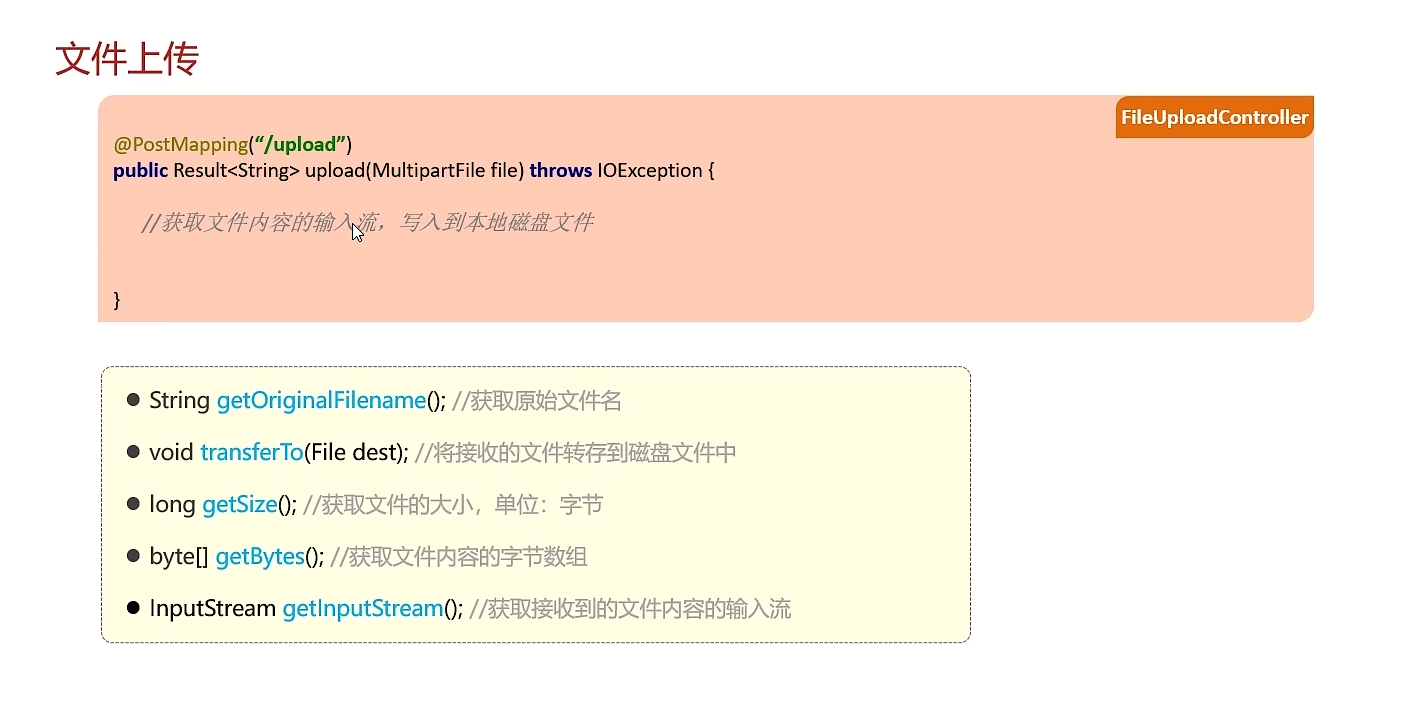 文件上传
FileUploadController
@PostMapping(“/upload”)
public Result<String> upload(MultipartFile file) throws IOException {
//获取文件内容的输入流，写入到本地磁盘文件
}
● String getOriginalFilename(); //获取原始文件名
● void transferTo(File dest); //将接收的文件转存到磁盘文件中
● long getSize(); //获取文件的大小，单位：字节
● byte[] getBytes(); //获取文件内容的字节数组
● InputStream getInputStream(); //获取接收到的文件内容的输入流